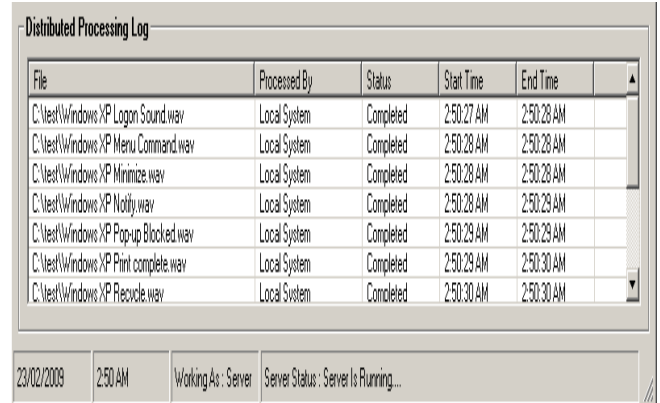 Distributed Processing Log
File Processed By Status Start Time End Time
C:\test\Windows XP Logon Sound.wav Local System Completed 2:50:27 AM 2:50:28 AM
C:\test\Windows XP Menu Command.wav Local System Completed 2:50:28 AM 2:50:28 AM
C:\test\Windows XP Minimize.wav Local System Completed 2:50:28 AM 2:50:28 AM
C:\test\Windows XP Notify.wav Local System Completed 2:50:28 AM 2:50:29 AM
C:\test\Windows XP Pop-up Blocked.wav Local System Completed 2:50:29 AM 2:50:29 AM
C:\test\Windows XP Print complete.wav Local System Completed 2:50:29 AM 2:50:30 AM
C:\test\Windows XP Recycle.wav Local System Completed 2:50:30 AM 2:50:30 AM
23/02/2009 2:50 AM Working As : Server Server Status : Server Is Running....